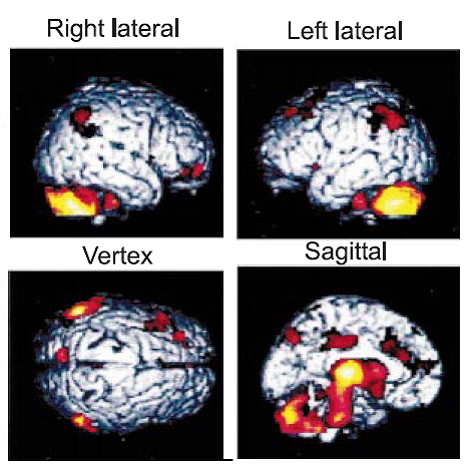 Right lateral
Left lateral
Vertex
Sagittal